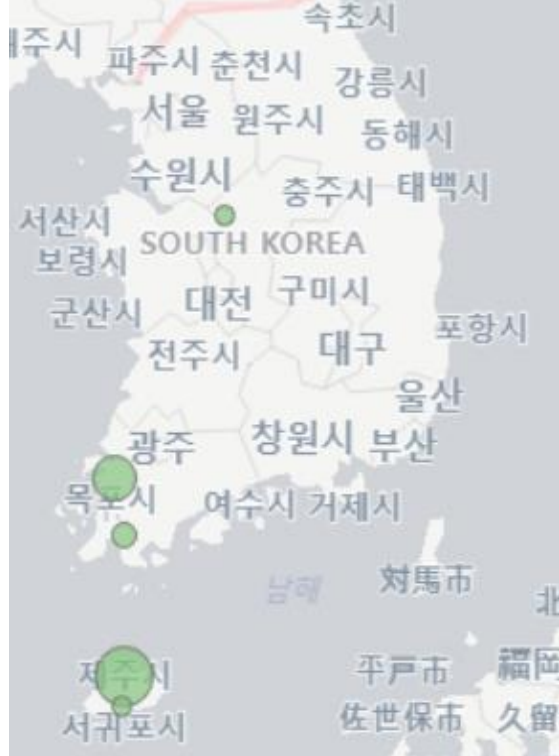 속초시
파주시 춘천시
강릉시
서울 원주시
동해시
수원시
충주시 태백시
서산시
SOUTH KOREA
보령시
구미시
군산시 대전
포항시
전주시 대구
울산
광주 창원시 부산
목포시 여수시 거제시
남해
対馬市
北
제주시 平戸市 福岡
서귀포시 佐世保市 久留